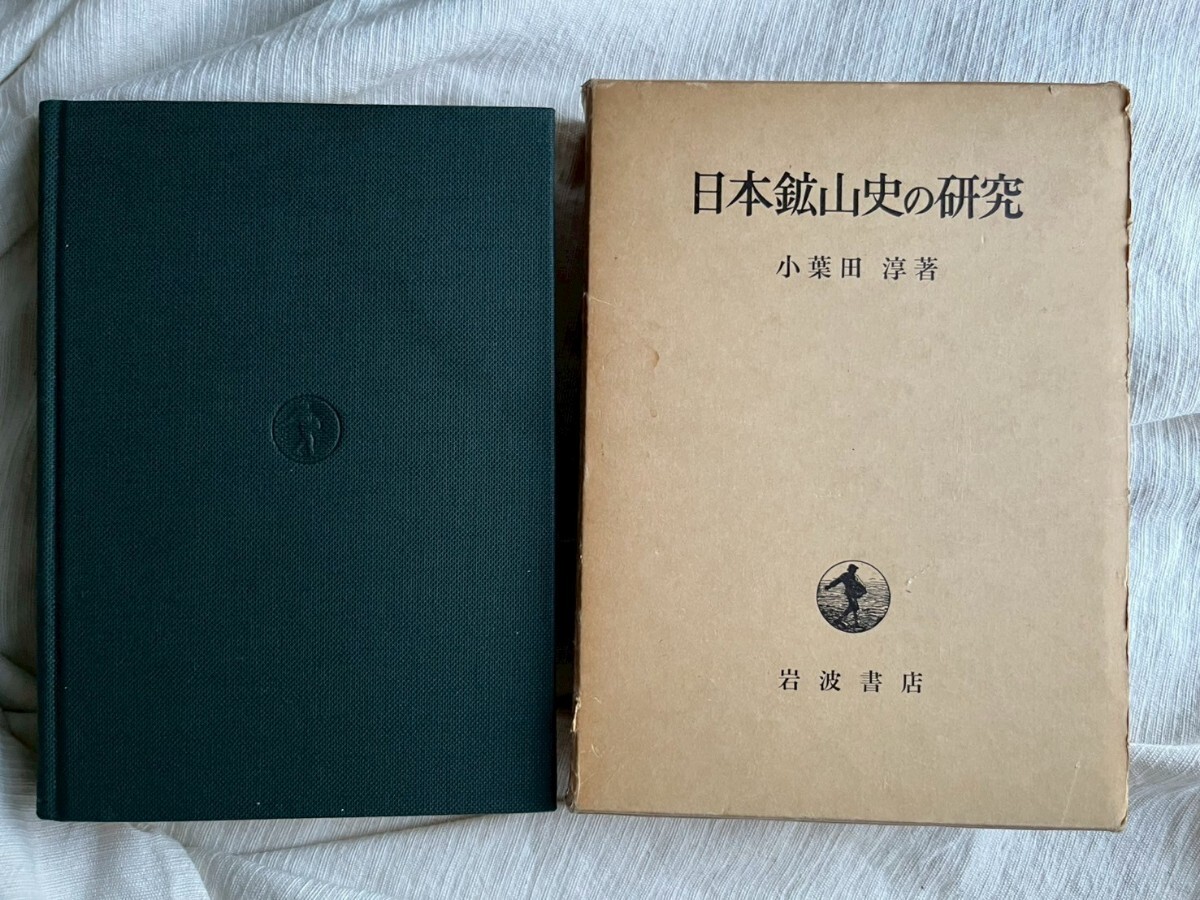 日本鉱山史の研究
小葉田 淳著
岩波書店